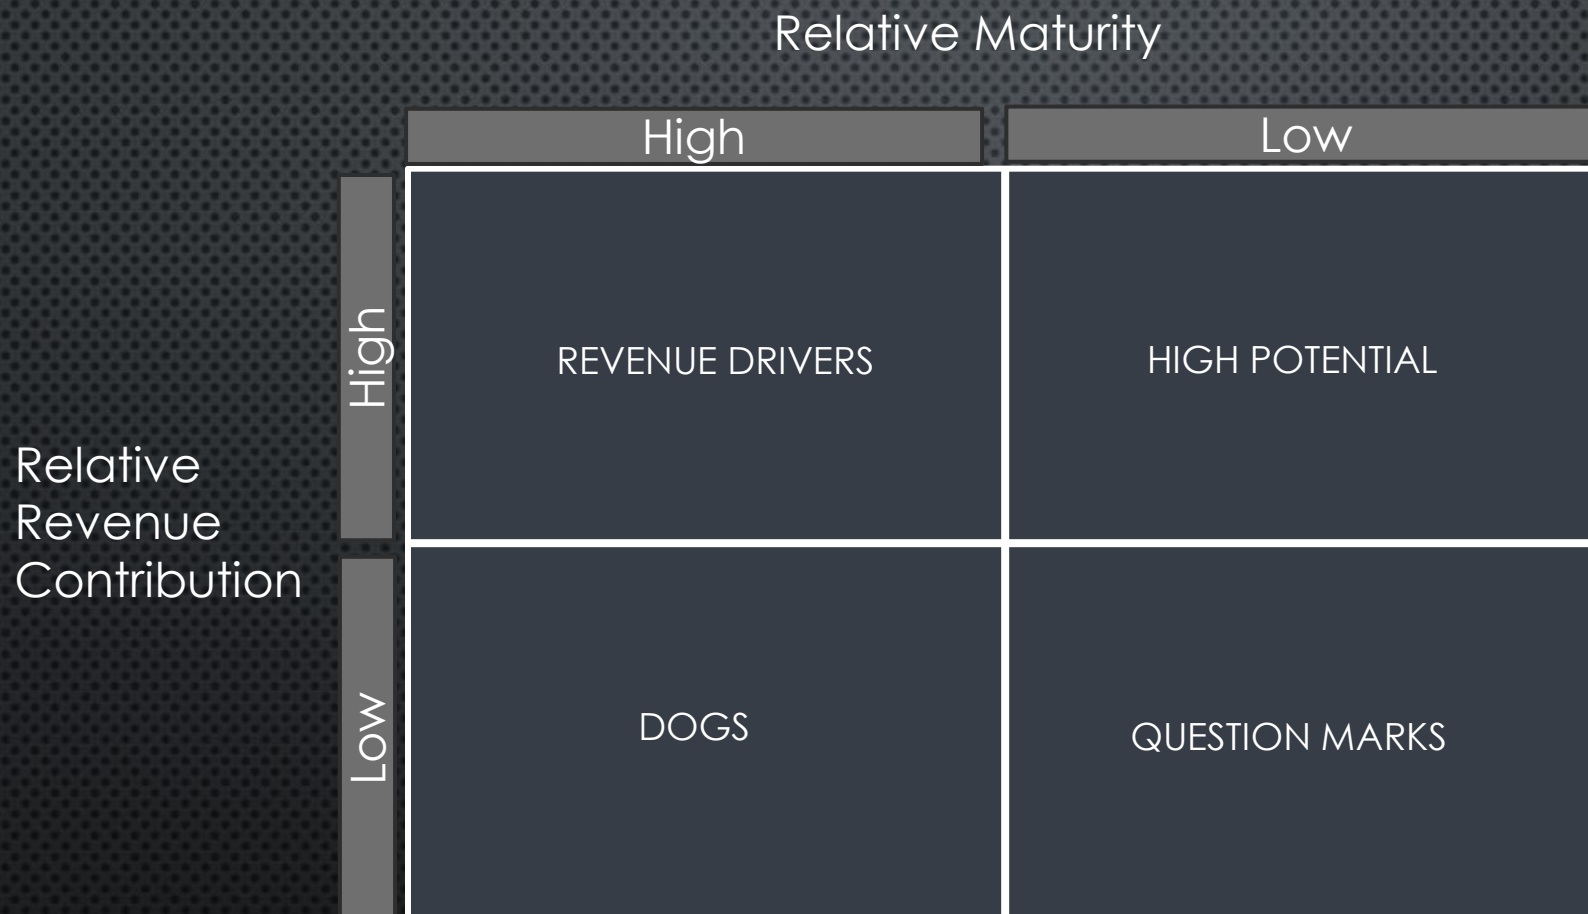 Relative Maturity
High
Low
High
REVENUE DRIVERS
HIGH POTENTIAL
Relative
Revenue
Contribution
Low
DOGS
QUESTION MARKS